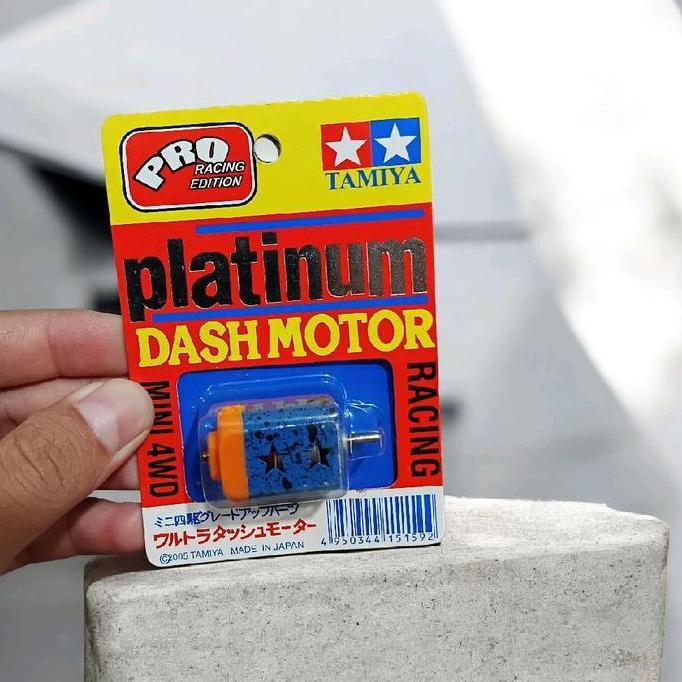 PRO
RACING
EDITION
TAMIYA
platinum
DASH MOTOR
MINI 4WD
RACING
ミニ四駆グレードアップパーツ
ウルトラダッシュモーター
©2005 TAMIYA MADE IN JAPAN
4 950344 151592